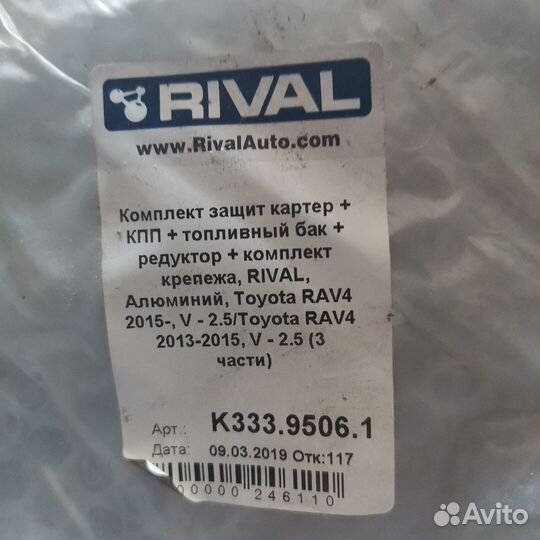 RIVAL
www.RivalAuto.com
Комплект защит картер +
КПП + топливный бак +
редуктор + комплект
крепежа, RIVAL,
Алюминий, Toyota RAV4
2015-, V - 2.5/Toyota RAV4
2013-2015, V - 2.5 (3
части)
Арт.: K333.9506.1
Дата: 09.03.2019 Отк:117
00000 246110
Avito